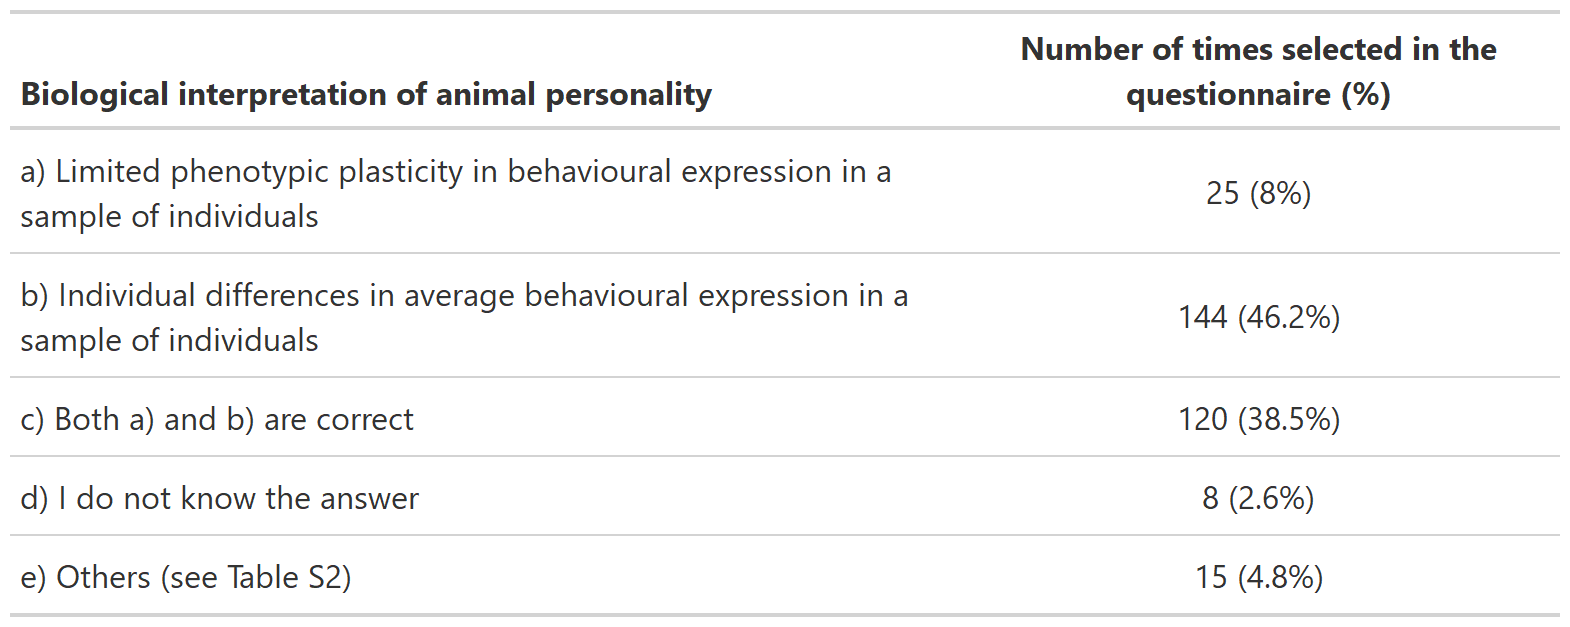 Biological interpretation of animal personality
Number of times selected in the
questionnaire (%)
a) Limited phenotypic plasticity in behavioural expression in a
sample of individuals
25 (8%)
b) Individual differences in average behavioural expression in a
sample of individuals
144 (46.2%)
c) Both a) and b) are correct
120 (38.5%)
d) I do not know the answer
8 (2.6%)
e) Others (see Table S2)
15 (4.8%)